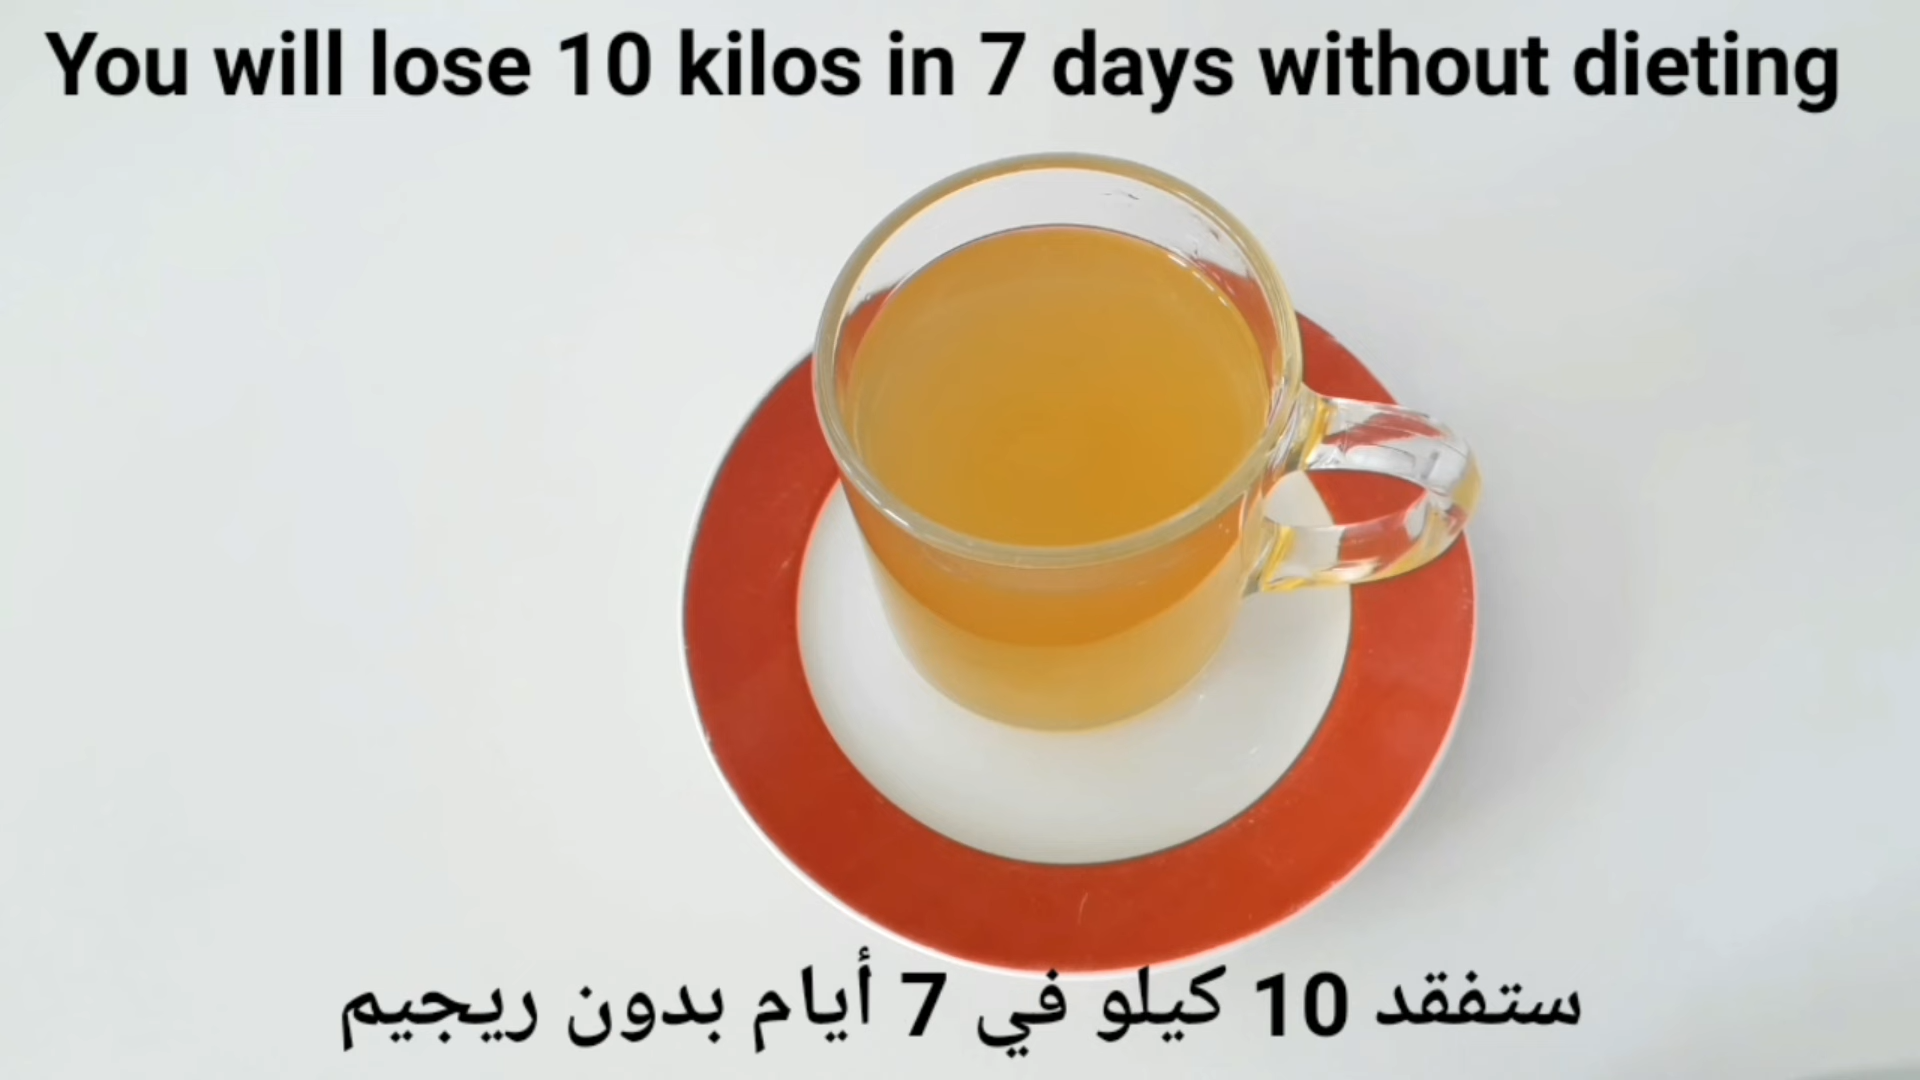 You will lose 10 kilos in 7 days without dieting
ستفقد 10 كيلو في 7 أيام بدون ريجيم